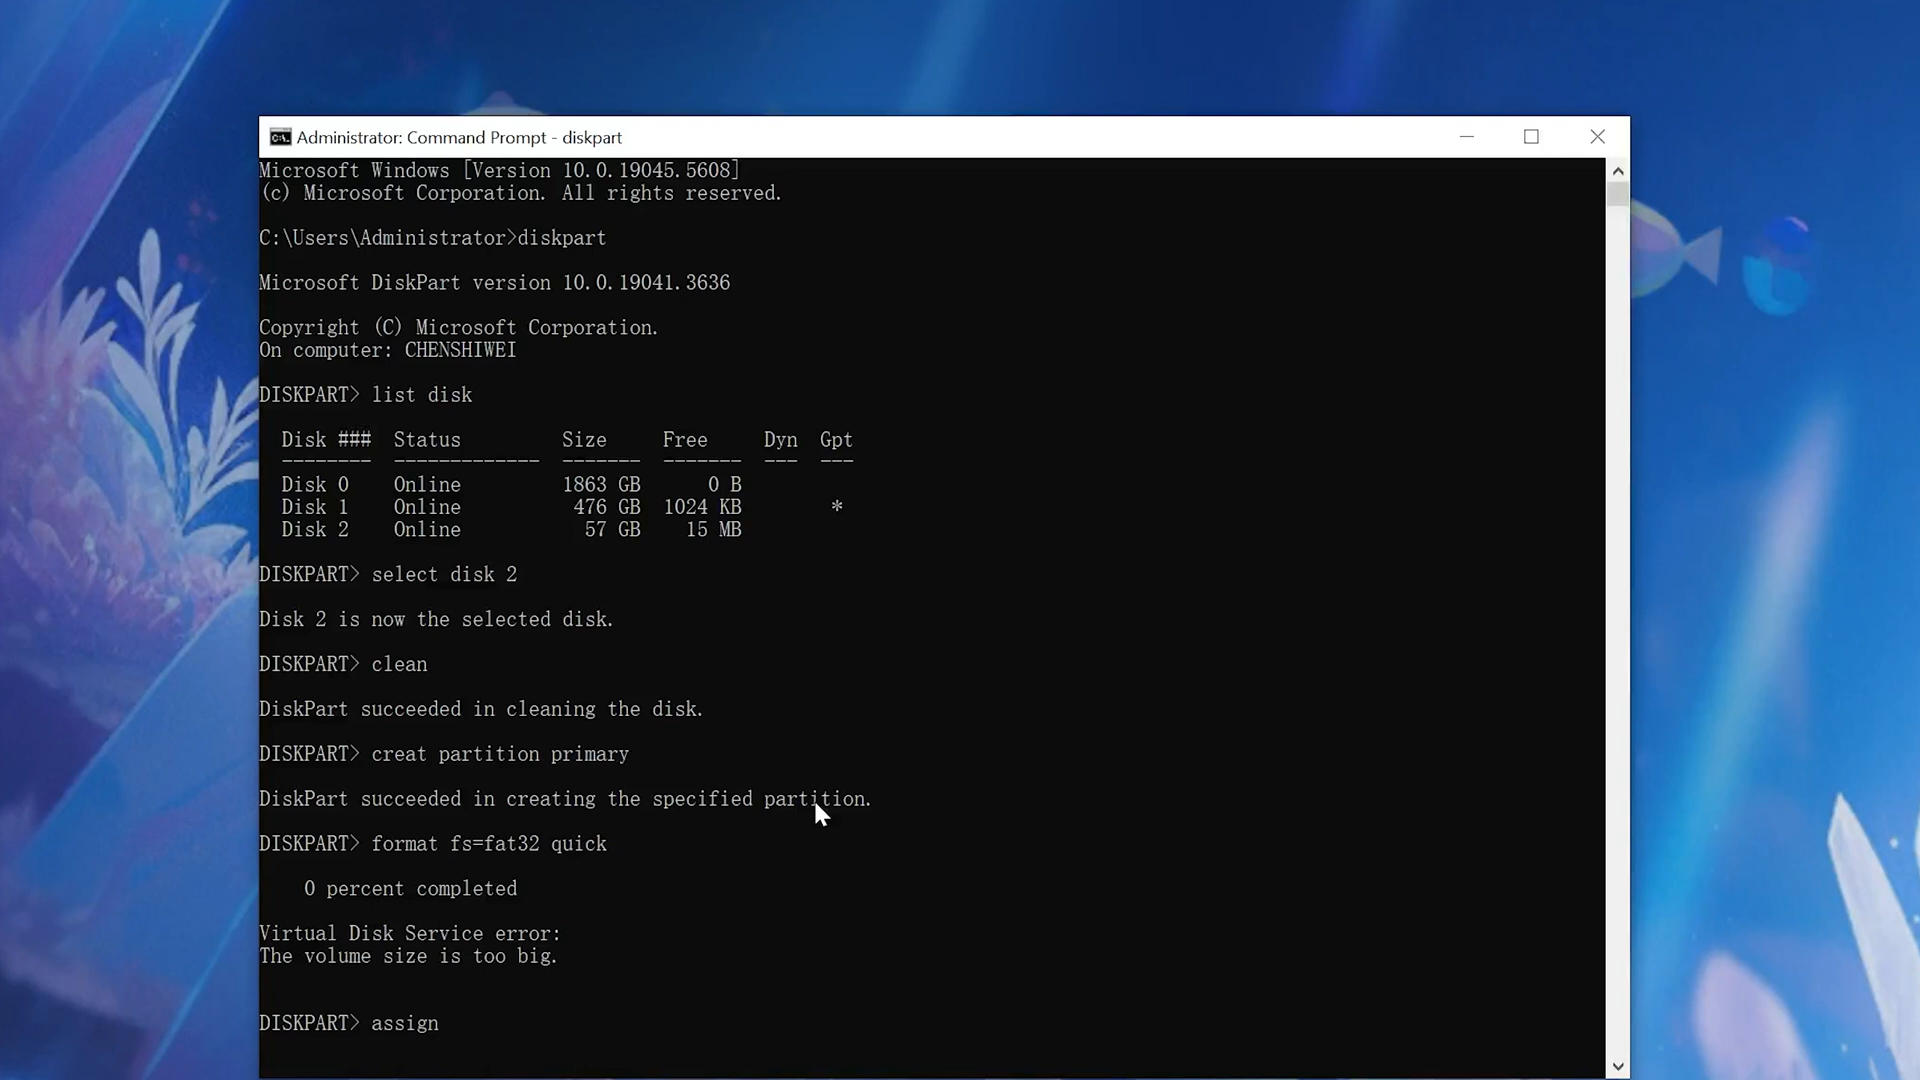 Administrator: Command Prompt - diskpart
Microsoft Windows [Version 10.0.19045.5608]
(c) Microsoft Corporation. All rights reserved.
C:\Users\Administrator>diskpart
Microsoft DiskPart version 10.0.19041.3636
Copyright (C) Microsoft Corporation.
On computer: CHENSHIWEI
DISKPART> list disk
Disk ### Status Size Free Dyn Gpt
-------- ------------- ------- ------- --- ---
Disk 0 Online 1863 GB 0 B
Disk 1 Online 476 GB 1024 KB *
Disk 2 Online 57 GB 15 MB
DISKPART> select disk 2
Disk 2 is now the selected disk.
DISKPART> clean
DiskPart succeeded in cleaning the disk.
DISKPART> creat partition primary
DiskPart succeeded in creating the specified partition.
DISKPART> format fs=fat32 quick
0 percent completed
Virtual Disk Service error:
The volume size is too big.
DISKPART> assign